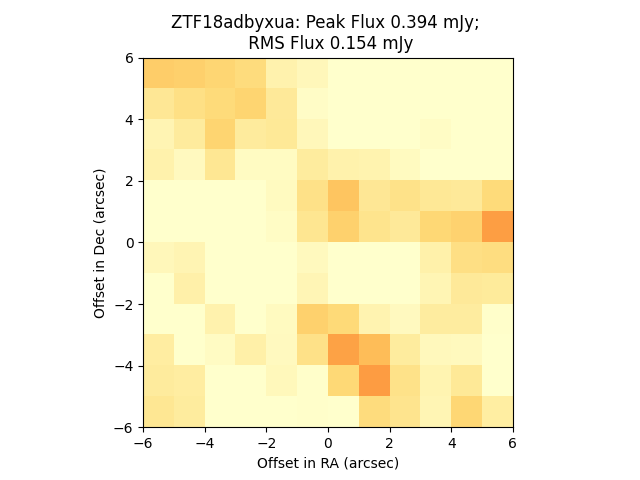 ZTF18adbyxua: Peak Flux 0.394 mJy;
RMS Flux 0.154 mJy
6
4
2
0
−2
−4
−6
Offset in Dec (arcsec)
−6 −4 −2 0 2 4 6
Offset in RA (arcsec)